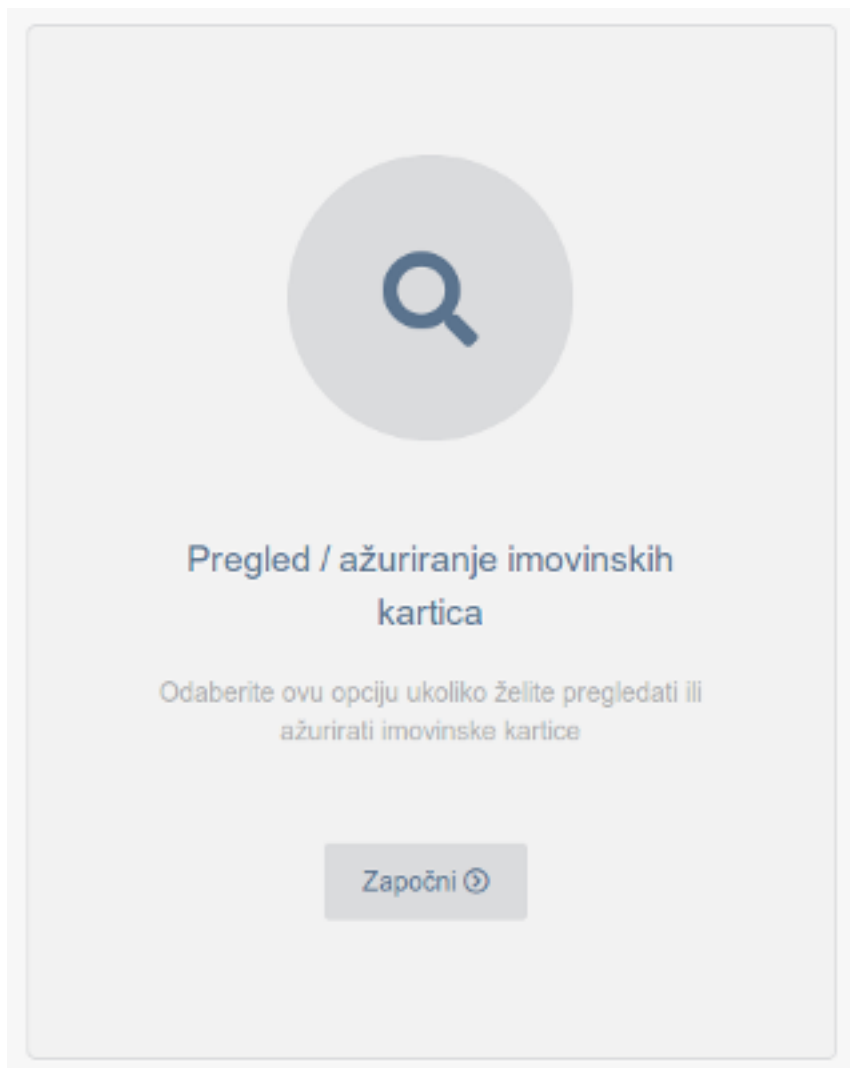 Pregled / ažuriranje imovinskih
kartica
Odaberite ovu opciju ukoliko želite pregledati ili
ažurirati imovinske kartice
Započni